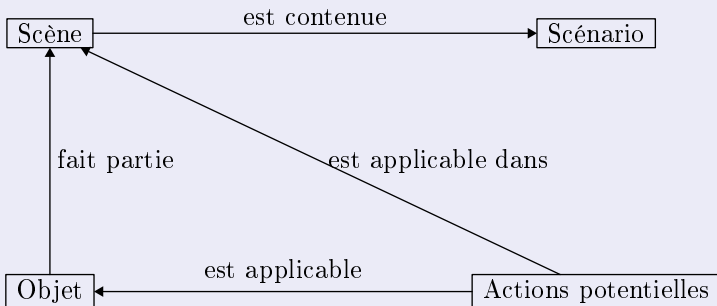 est contenue
Scène
Scénario
fait partie
est applicable dans
est applicable
Objet
Actions potentielles